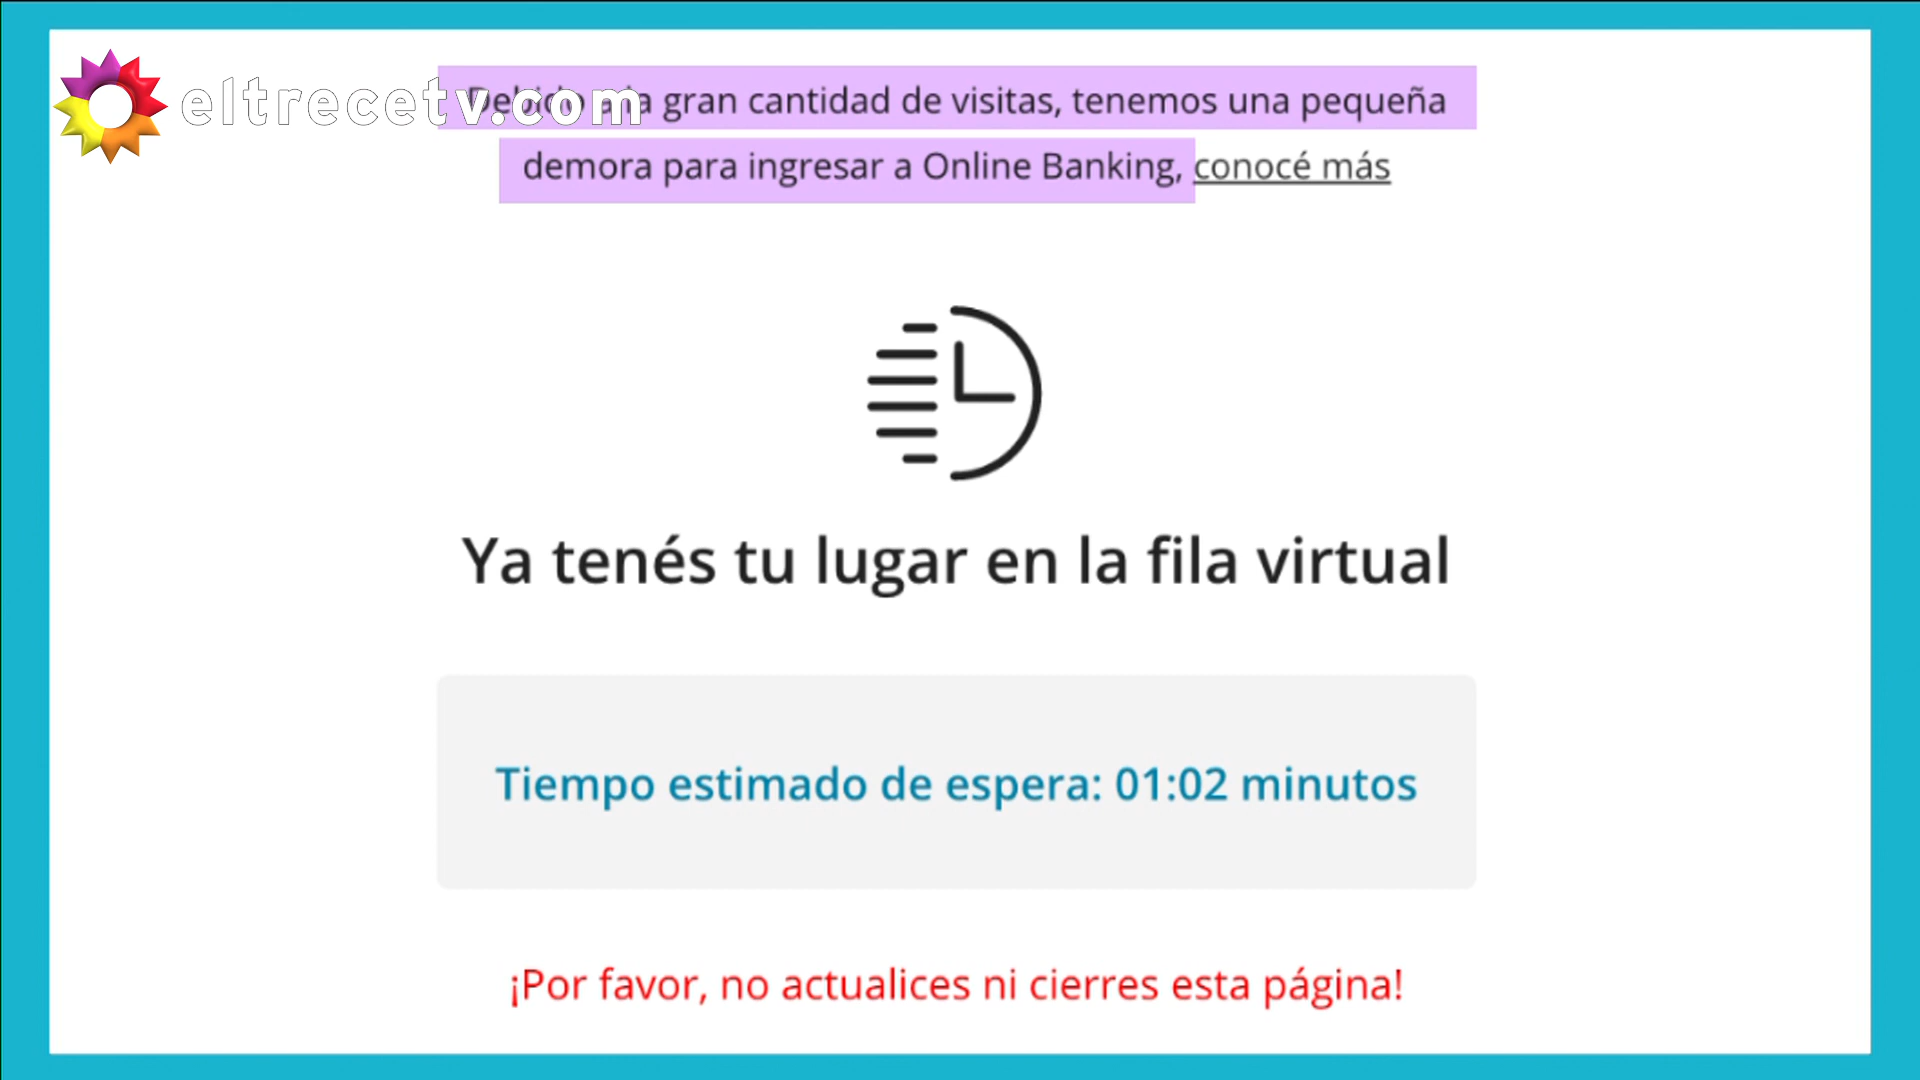 eltrecetv.com
Debido a la gran cantidad de visitas, tenemos una pequeña
demora para ingresar a Online Banking, conocé más
Ya tenés tu lugar en la fila virtual
Tiempo estimado de espera: 01:02 minutos
¡Por favor, no actualices ni cierres esta página!